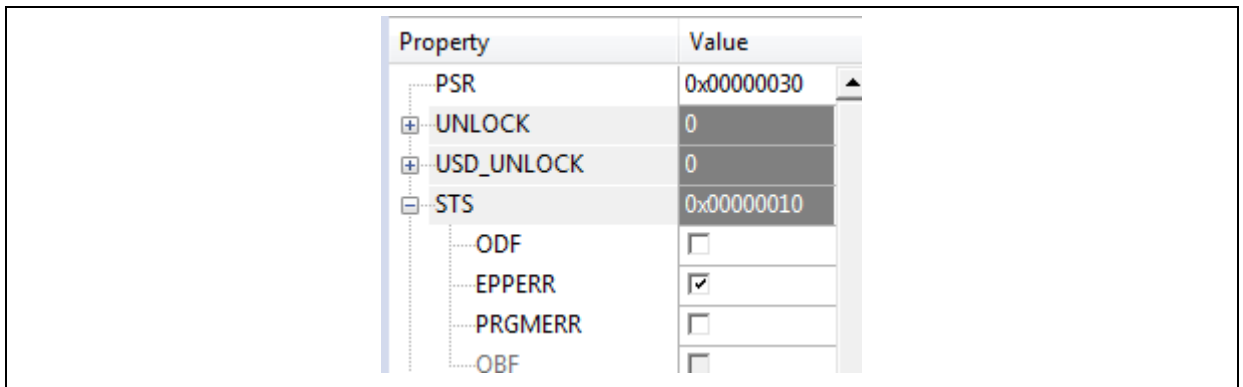 Property Value
PSR 0x00000030
UNLOCK 0
USD_UNLOCK 0
STS 0x00000010
ODF
EPPERR
PRGMERR
OBF